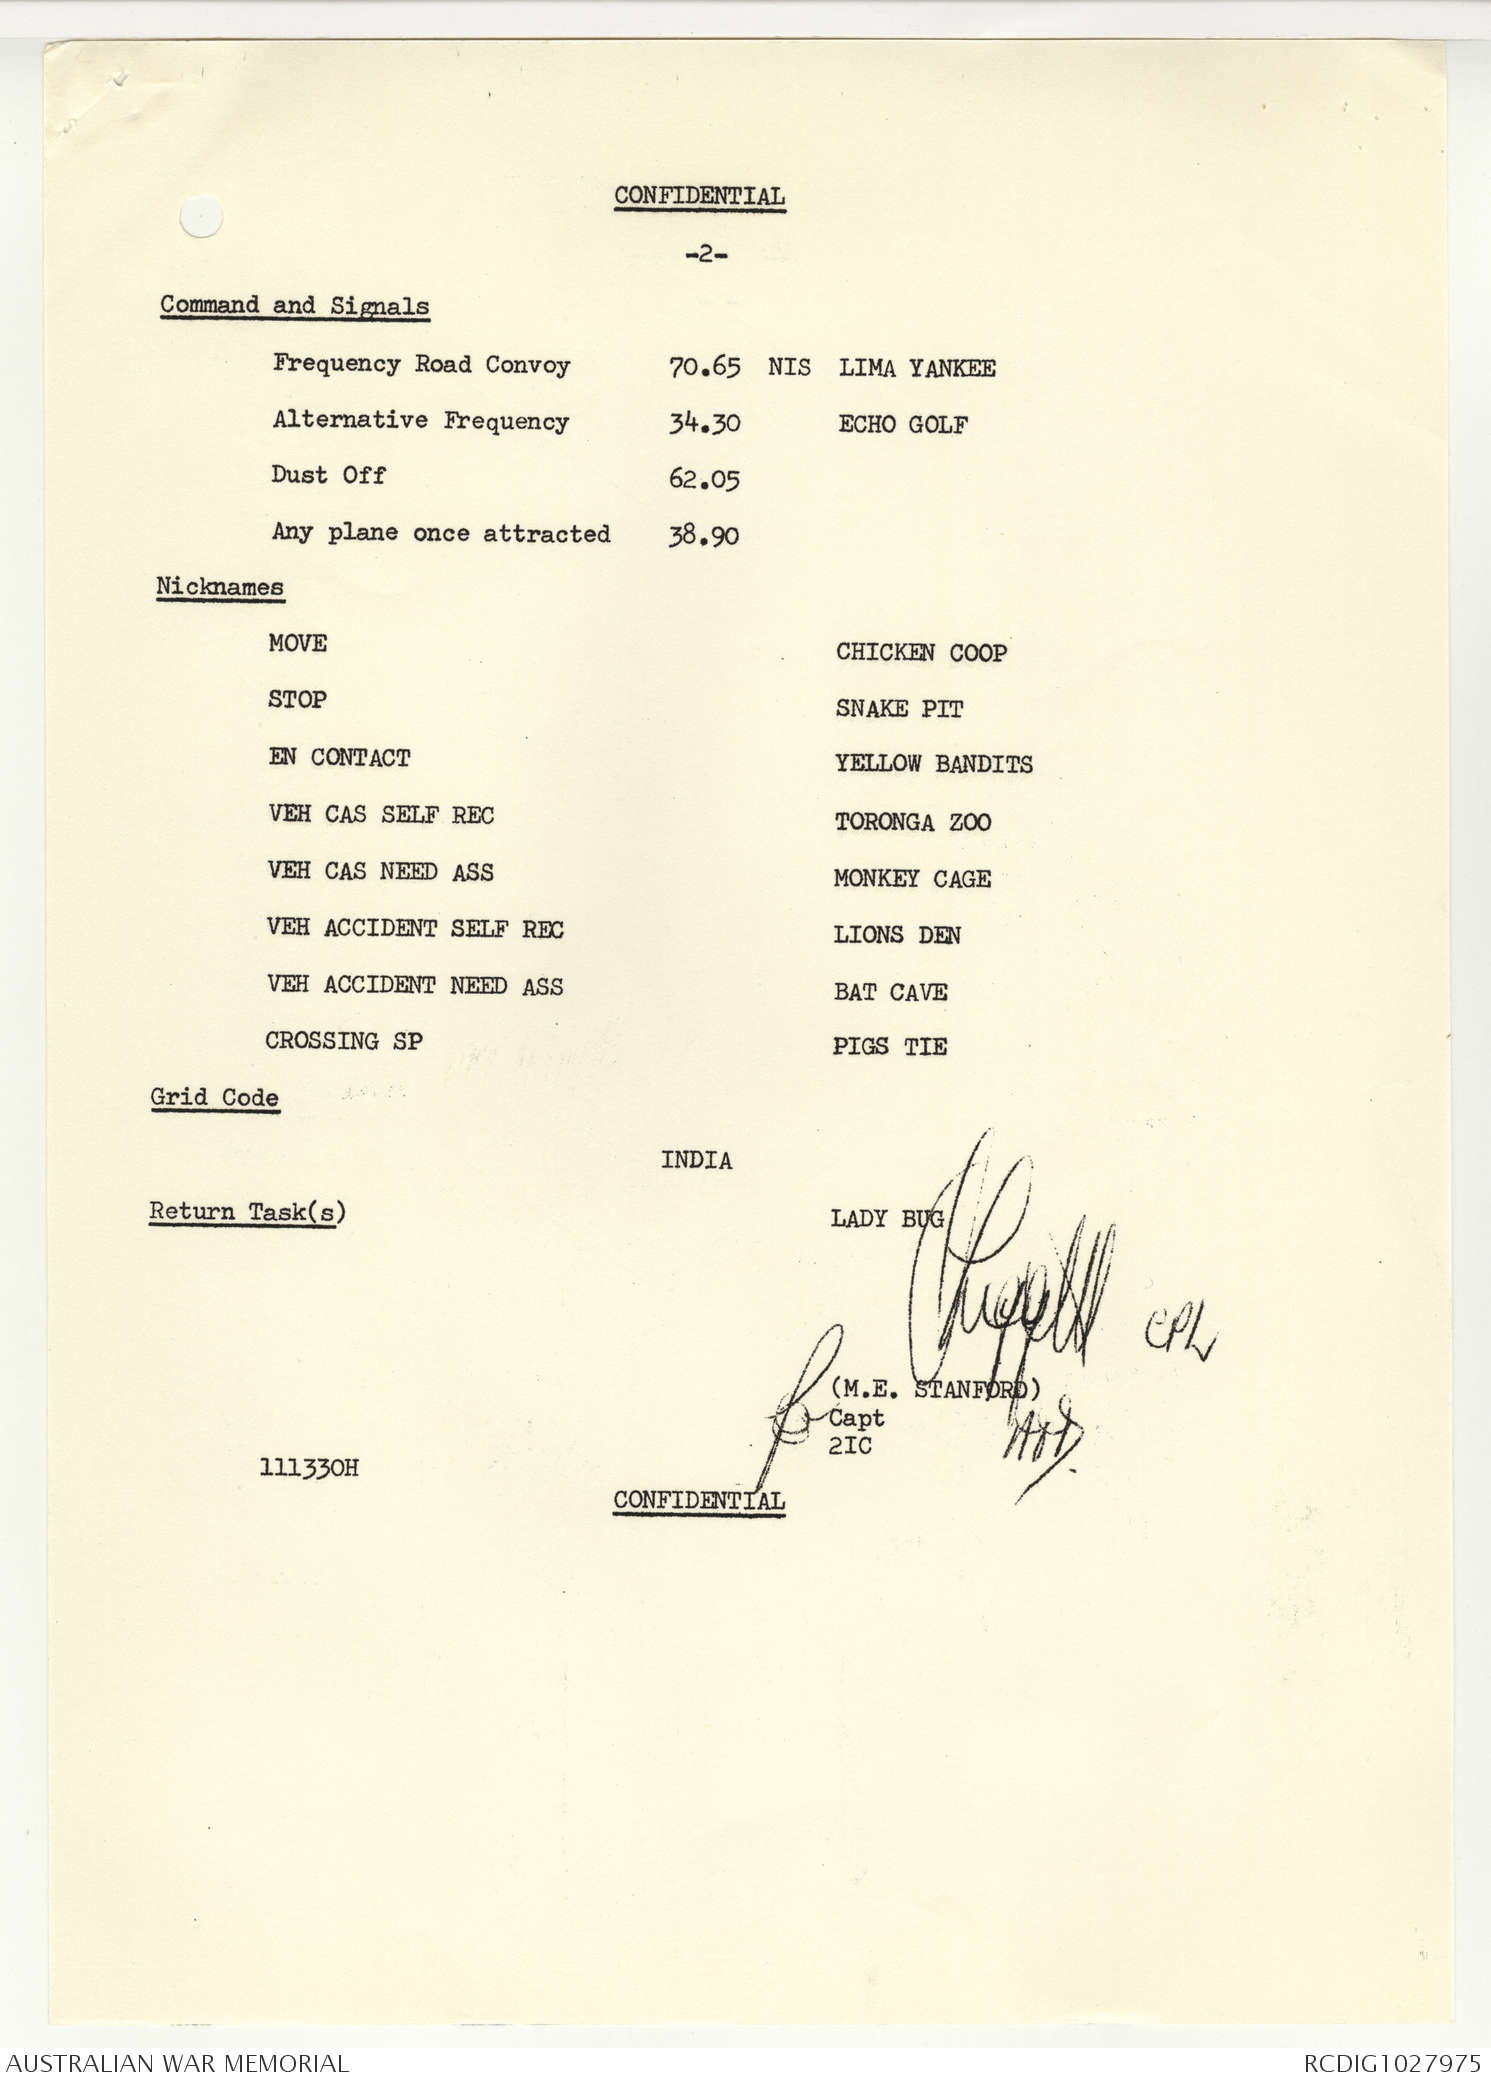 CONFIDENTIAL
-2-
Command and Signals
Frequency Road Convoy 70.65 NIS LIMA YANKEE
Alternative Frequency 34.30 ECHO GOLF
Dust Off 62.05
Any plane once attracted 38.90
Nicknames
MOVE CHICKEN COOP
STOP SNAKE PIT
EN CONTACT YELLOW BANDITS
VEH CAS SELF REC TORONGA ZOO
VEH CAS NEED ASS MONKEY CAGE
VEH ACCIDENT SELF REC LIONS DEN
VEH ACCIDENT NEED ASS BAT CAVE
CROSSING SP PIGS TIE
Grid Code
INDIA
Return Task(s) LADY BUG
CPL
(M.E. STANFORD)
Capt
2IC
111330H
CONFIDENTIAL
AUSTRALIAN WAR MEMORIAL RCDIG1027975